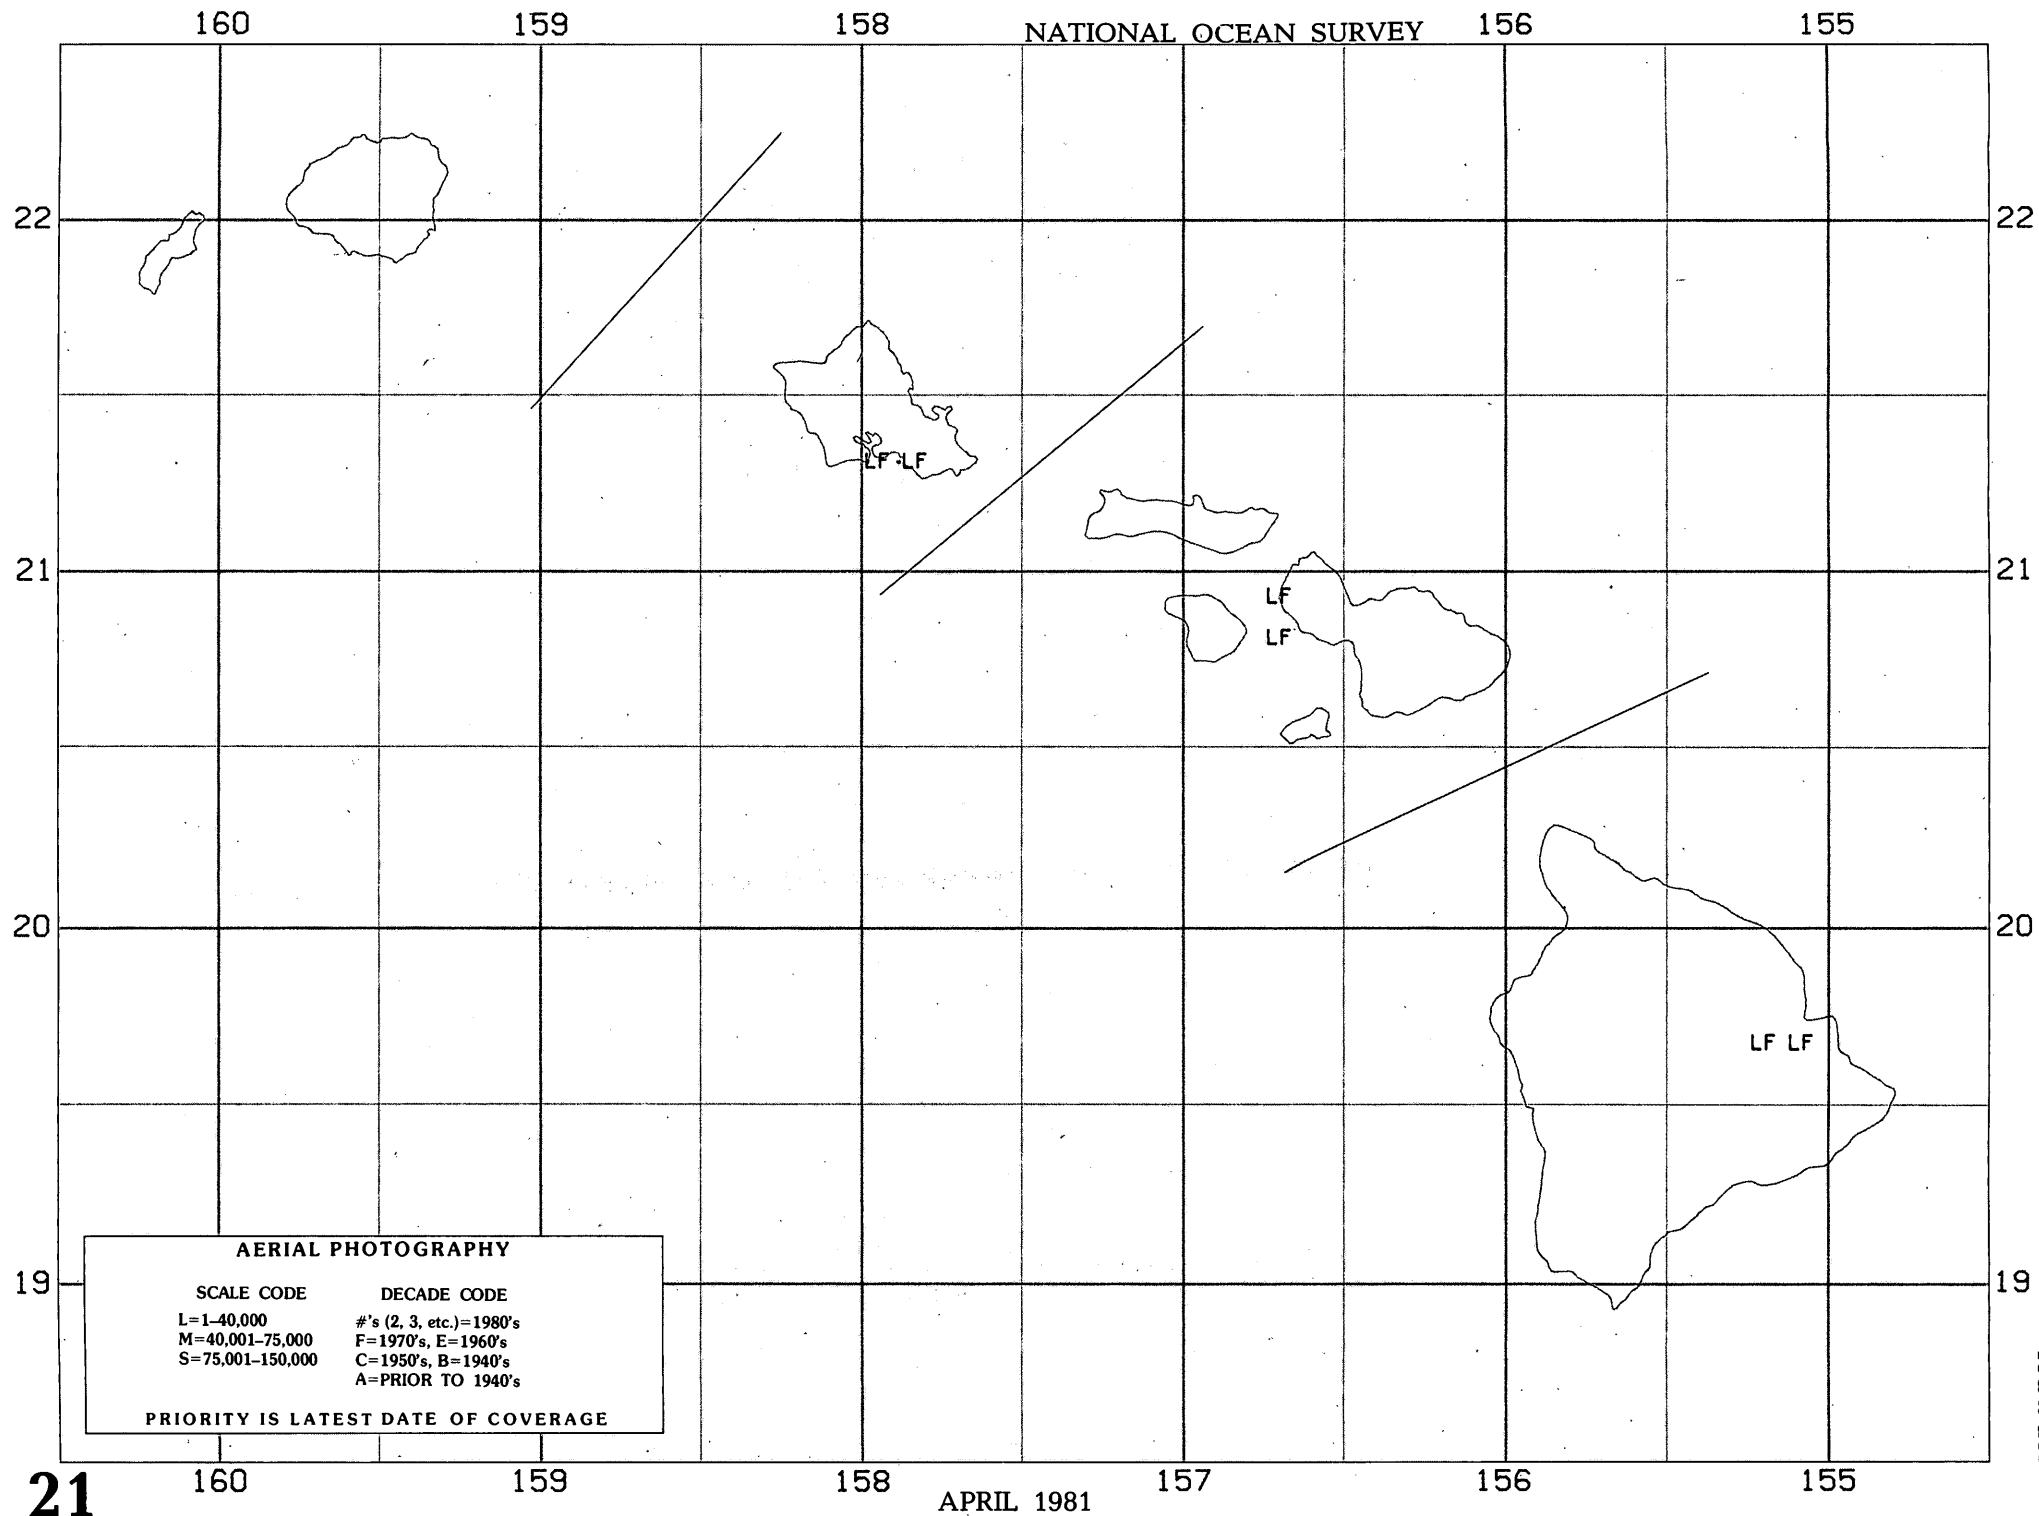 160 159 158 NATIONAL OCEAN SURVEY 156 155
22 22
LF LF
21 21
LF
LF
20 20
LF LF
19 19
AERIAL PHOTOGRAPHY
SCALE CODE DECADE CODE
L=1-40,000 #'s (2, 3, etc.)=1980's
M=40,001-75,000 F=1970's, E=1960's
S=75,001-150,000 C=1950's, B=1940's
A=PRIOR TO 1940's
PRIORITY IS LATEST DATE OF COVERAGE
160 159 158 157 156 155
21 APRIL 1981